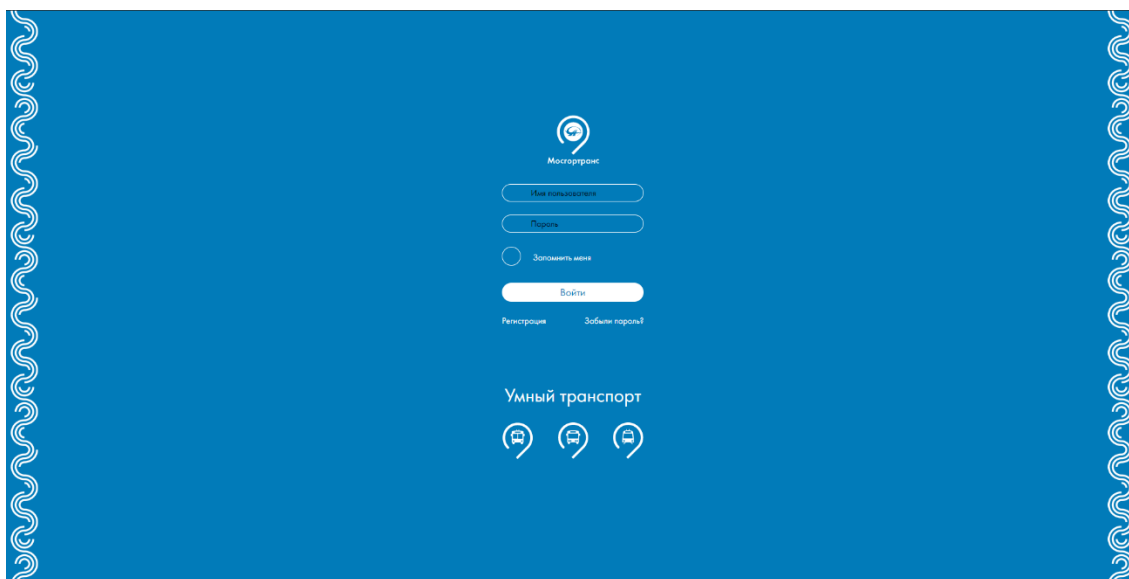 Мосгортранс
Имя пользователя
Пароль
Запомнить меня
Войти
Регистрация Забыли пароль?
Умный транспорт